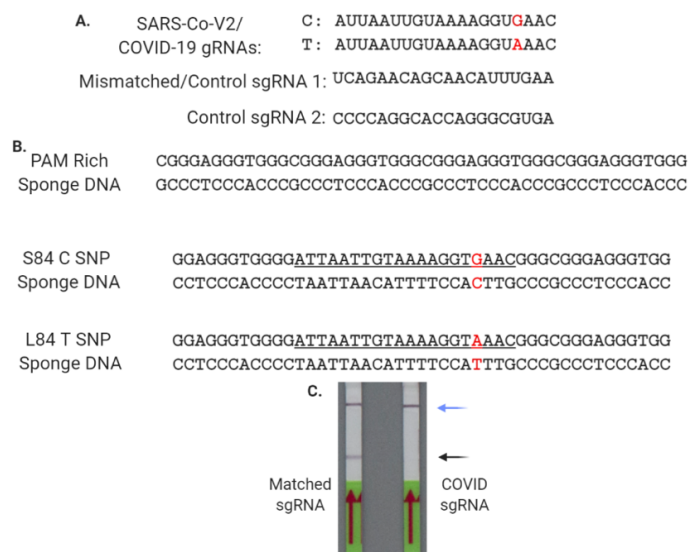 A. SARS-Co-V2/ C: AUUAAUUGUAAAAGGUGAAC
COVID-19 gRNAs: T: AUUAAUUGUAAAAGGUAAAC
Mismatched/Control sgRNA 1: UCAGAACAGCAACAUUUGAA
Control sgRNA 2: CCCCAGGCACCAGGGCGUGA
B.
PAM Rich CGGGAGGGTGGGCGGGAGGGTGGGCGGGAGGGTGGGCGGGAGGGTGGG
Sponge DNA GCCCTCCCACCCGCCCTCCCACCCGCCCTCCCACCCGCCCTCCCACCC
S84 C SNP GGAGGGTGGGGATTAATTGTAAAAGGTGAACGGGCGGGAGGGTGG
Sponge DNA CCTCCCACCCCTAATTAACATTTTCCACTTGCCCGCCCTCCCACC
L84 T SNP GGAGGGTGGGGATTAATTGTAAAAGGTAAACGGGCGGGAGGGTGG
Sponge DNA CCTCCCACCCCTAATTAACATTTTCCATTTGCCCGCCCTCCCACC
C.
Matched
sgRNA
COVID
sgRNA